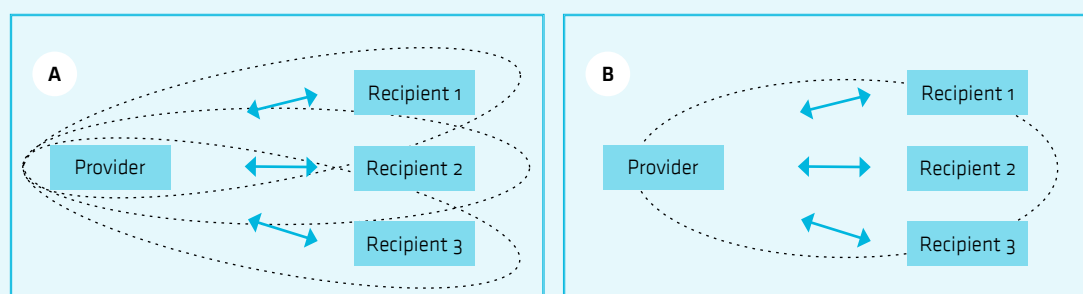 A
Provider
Recipient 1
Recipient 2
Recipient 3
B
Provider
Recipient 1
Recipient 2
Recipient 3